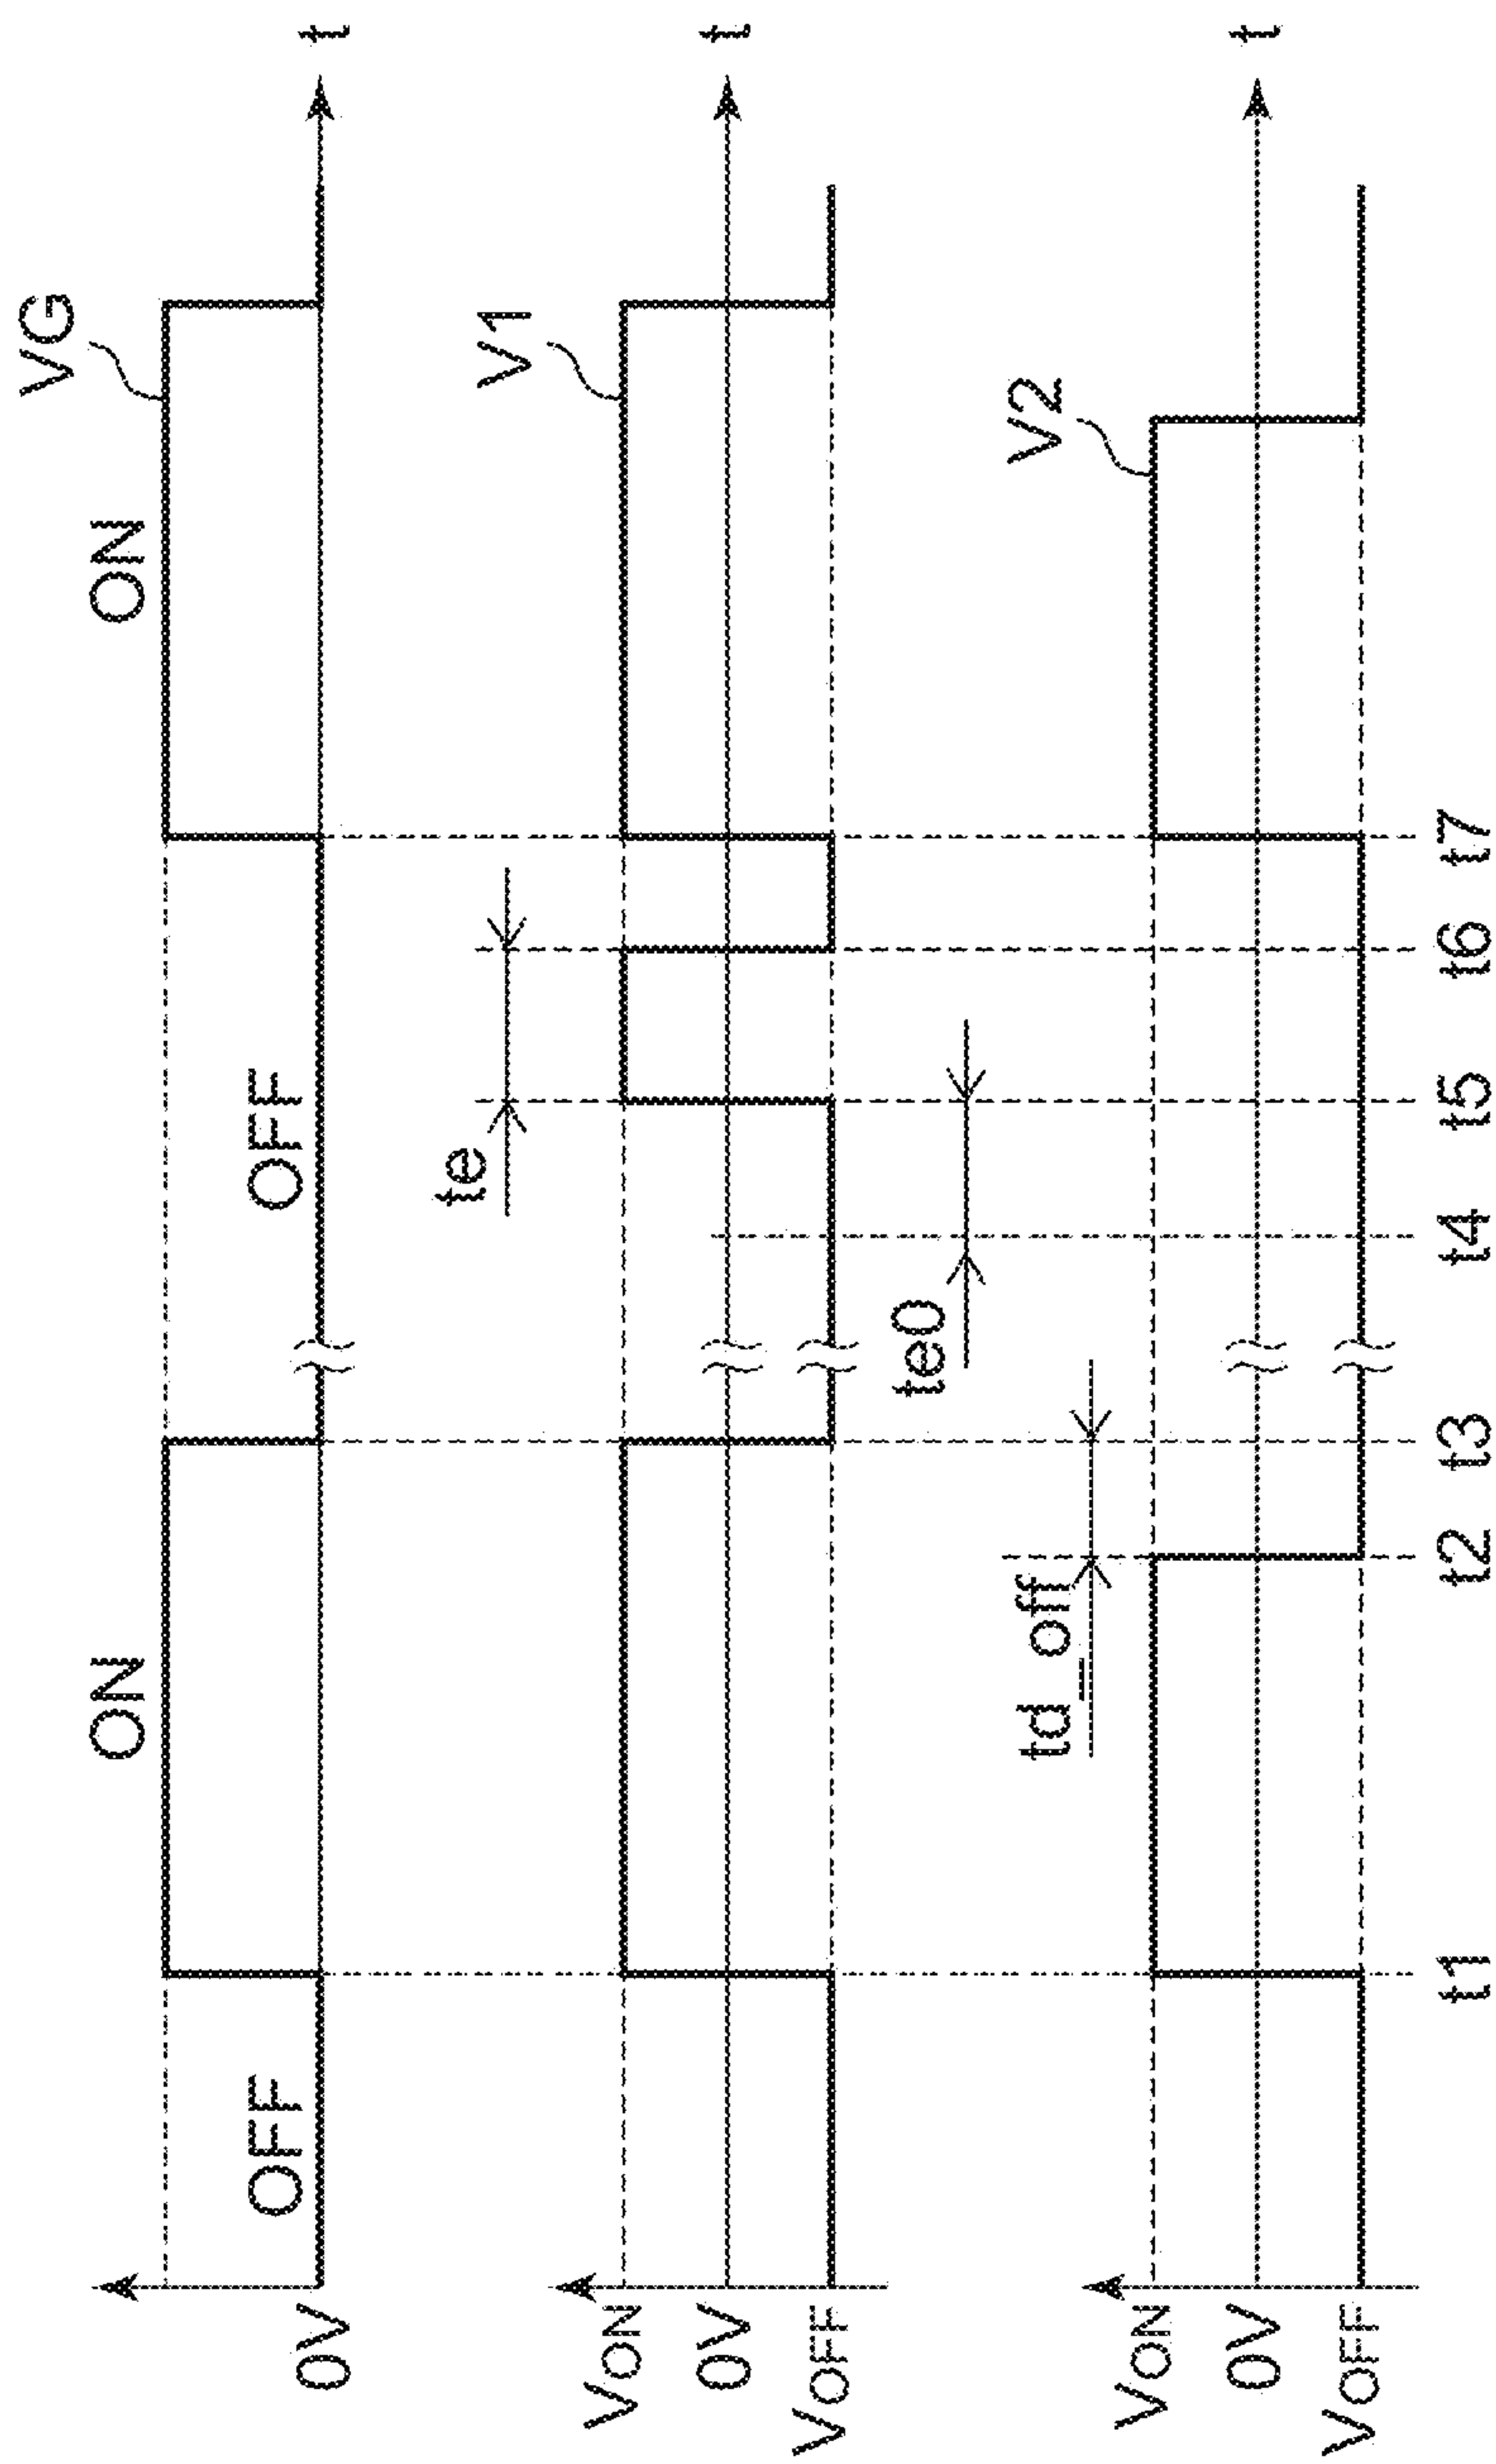 VG
OFF
ON
OFF
ON
0V
t
V1
te
VON
0V
VOFF
t
te0
V2
td_off
VON
0V
VOFF
t
t1 t2 t3 t4 t5 t6 t7